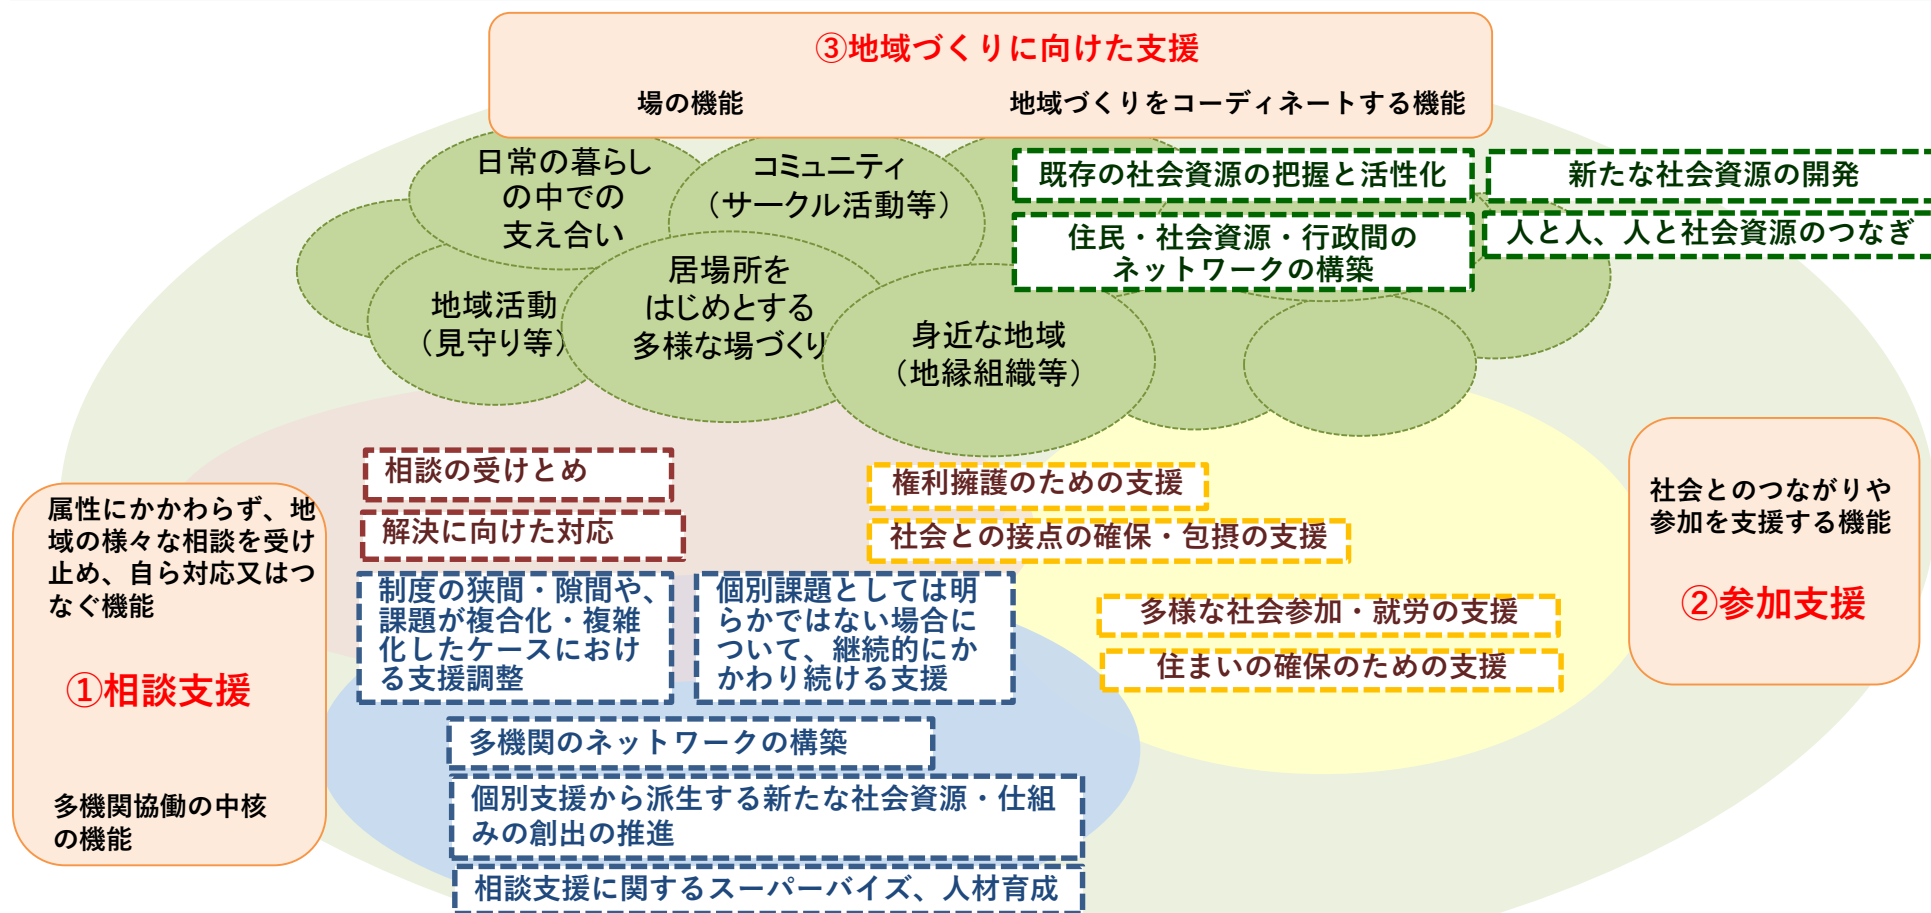 ③地域づくりに向けた支援
場の機能
地域づくりをコーディネートする機能
日常の暮らし
の中での
支え合い
コミュニティ
（サークル活動等）
既存の社会資源の把握と活性化
新たな社会資源の開発
住民・社会資源・行政間の
ネットワークの構築
人と人、人と社会資源のつなぎ
地域活動
（見守り等）
居場所を
はじめとする
多様な場づくり
身近な地域
（地縁組織等）
属性にかかわらず、地
域の様々な相談を受け
止め、自ら対応又はつ
なぐ機能
①相談支援
多機関協働の中核
の機能
相談の受けとめ
解決に向けた対応
権利擁護のための支援
社会との接点の確保・包摂の支援
社会とのつながりや
参加を支援する機能
②参加支援
制度の狭間・隙間や、
課題が複合化・複雑
化したケースにおけ
る支援調整
個別課題としては明
らかではない場合に
ついて、継続的にか
かわり続ける支援
多様な社会参加・就労の支援
住まいの確保のための支援
多機関のネットワークの構築
個別支援から派生する新たな社会資源・仕組
みの創出の推進
相談支援に関するスーパーバイズ、人材育成